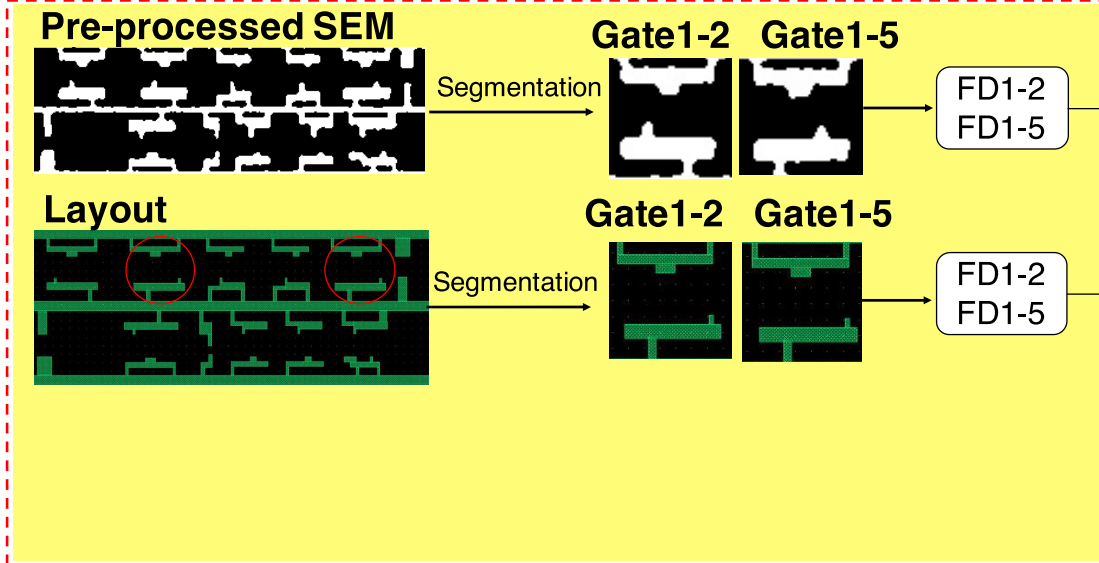 Pre-processed SEM
Segmentation
Gate1-2 Gate1-5
FD1-2
FD1-5
Layout
Segmentation
Gate1-2 Gate1-5
FD1-2
FD1-5